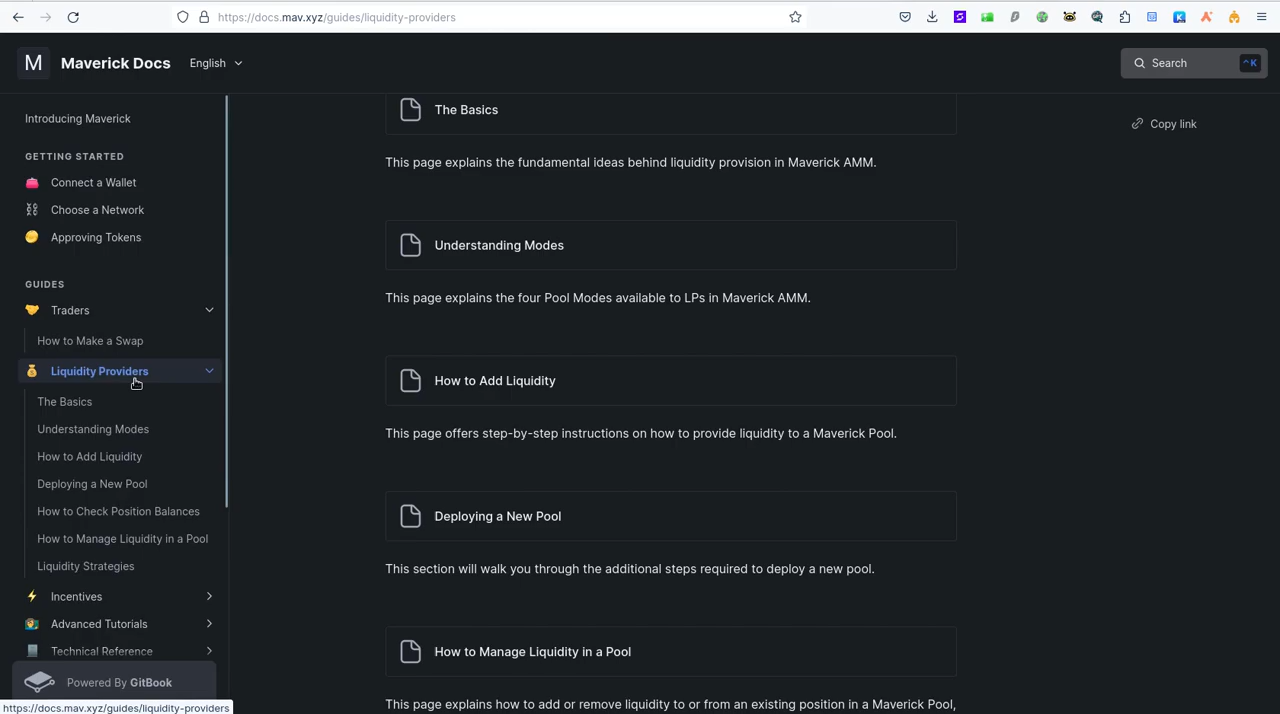 https://docs.mav.xyz/guides/liquidity-providers
M Maverick Docs English Search ^K
Introducing Maverick
GETTING STARTED
Connect a Wallet
Choose a Network
Approving Tokens
GUIDES
Traders
How to Make a Swap
Liquidity Providers
The Basics
Understanding Modes
How to Add Liquidity
Deploying a New Pool
How to Check Position Balances
How to Manage Liquidity in a Pool
Liquidity Strategies
Incentives
Advanced Tutorials
Technical Reference
Powered By GitBook
https://docs.mav.xyz/guides/liquidity-providers
The Basics
This page explains the fundamental ideas behind liquidity provision in Maverick AMM.
Understanding Modes
This page explains the four Pool Modes available to LPs in Maverick AMM.
How to Add Liquidity
This page offers step-by-step instructions on how to provide liquidity to a Maverick Pool.
Deploying a New Pool
This section will walk you through the additional steps required to deploy a new pool.
How to Manage Liquidity in a Pool
This page explains how to add or remove liquidity to or from an existing position in a Maverick Pool,
Copy link